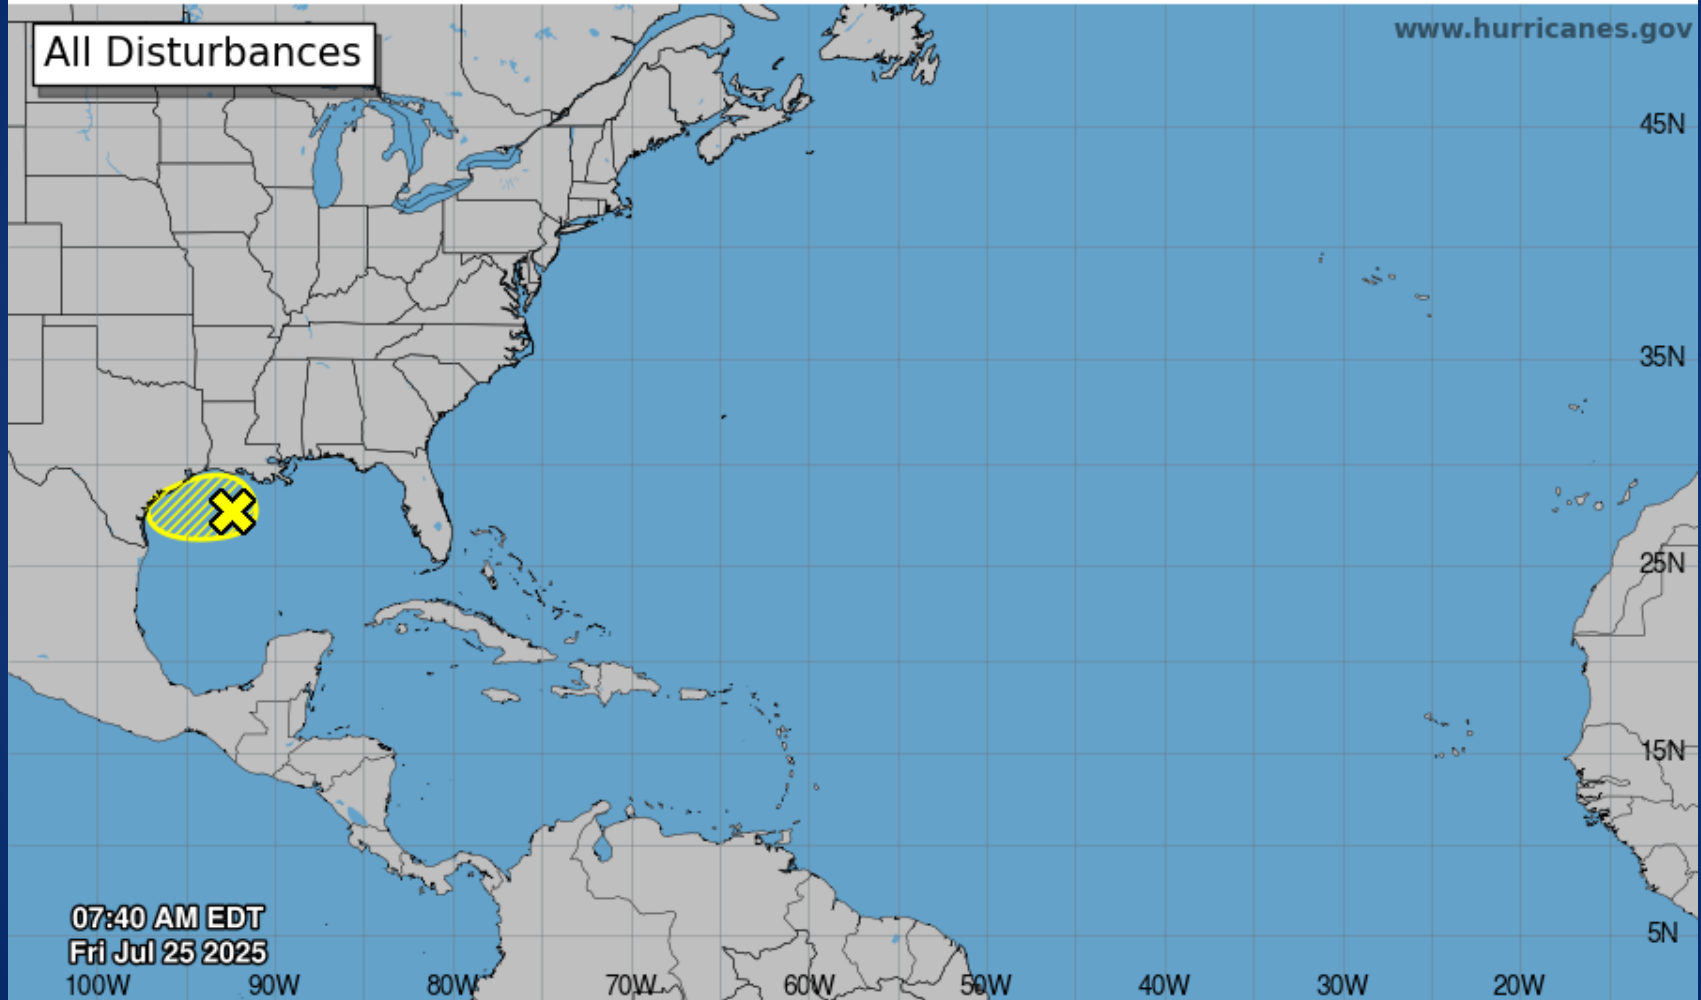 www.hurricanes.gov
All Disturbances
45N
35N
25N
15N
5N
07:40 AM EDT
Fri Jul 25 2025
100W 90W 80W 70W 60W 50W 40W 30W 20W